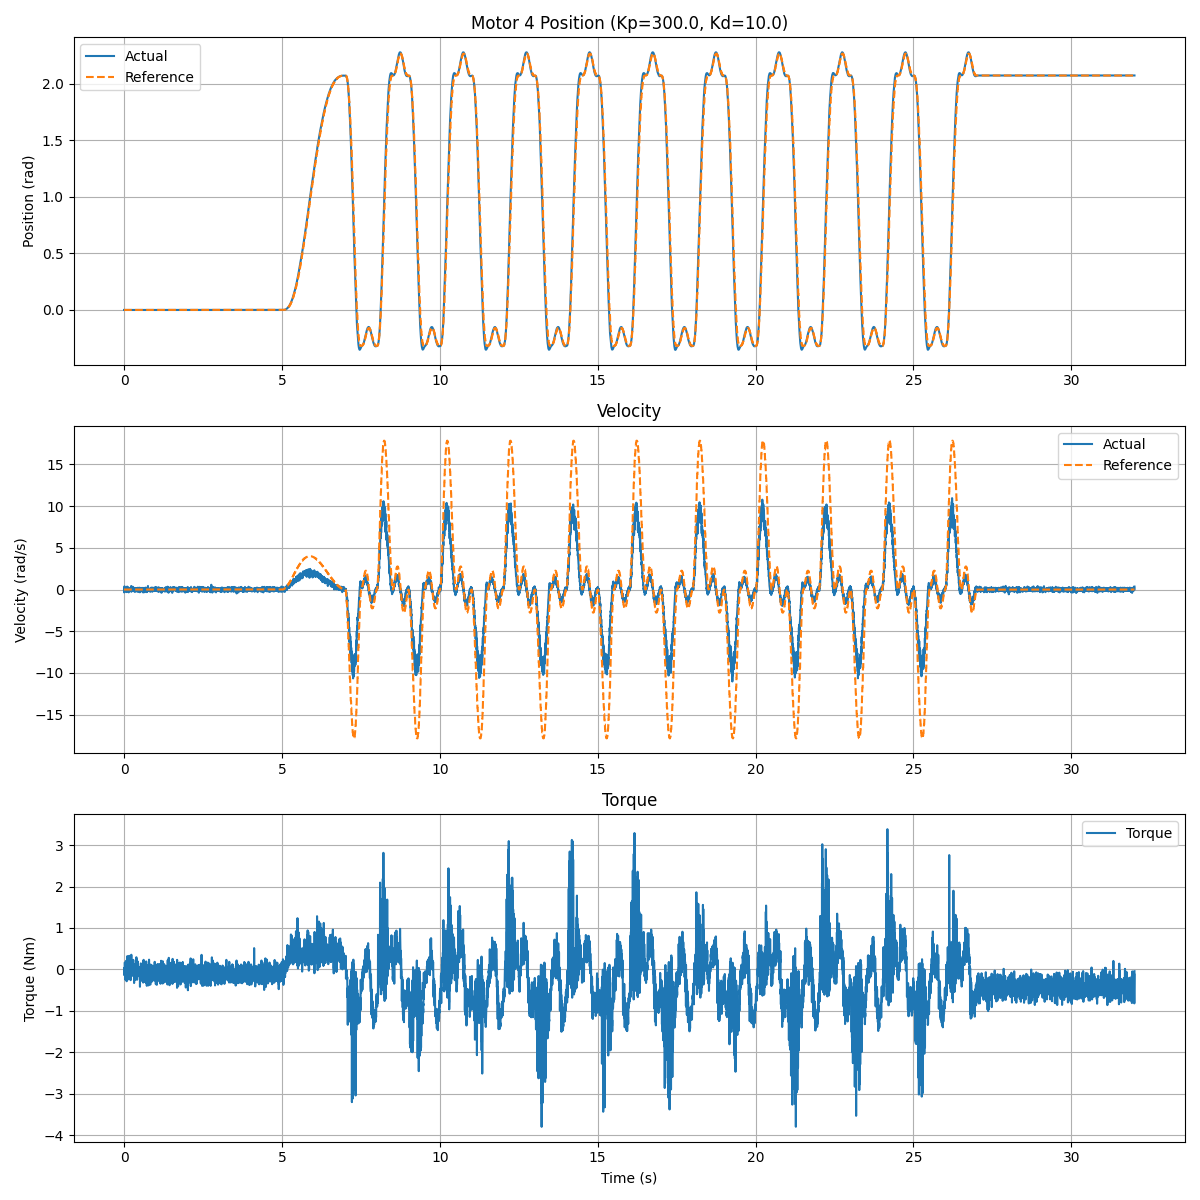 Motor 4 Position (Kp=300.0, Kd=10.0)
Actual
Reference
Position (rad)
2.0
1.5
1.0
0.5
0.0
0 5 10 15 20 25 30
Velocity
Actual
Reference
Velocity (rad/s)
15
10
5
0
−5
−10
−15
0 5 10 15 20 25 30
Torque
Torque
Torque (Nm)
3
2
1
0
−1
−2
−3
−4
0 5 10 15 20 25 30
Time (s)